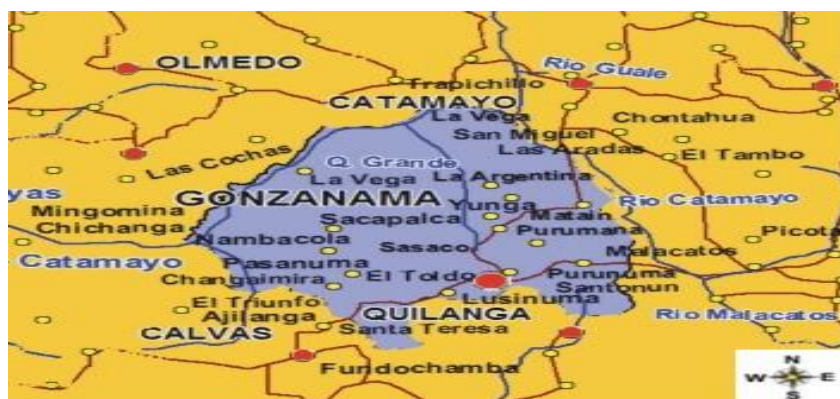 OLMEDO
Rio Guale
Trapichillo
CATAMAYO
La Vega
Chontahua
San Miguel
Las Aradas
Las Cochas
Q. Grande
El Tambo
La Vega
La Argentina
yas
GONZANAMA
Yunga
Rio Catamayo
Mingomina
Sacapalca
Matain
Chichanga
Purumana
Picota
Nambacola
Sasaco
Malacatos
Catamayo
Pasanuma
Changaimira
El Toldo
Purunuma
Santonun
El Triunfo
Lusinuma
Ajilanga
QUILANGA
Rio Malacatos
CALVAS
Santa Teresa
Fundochamba
N
W E
S